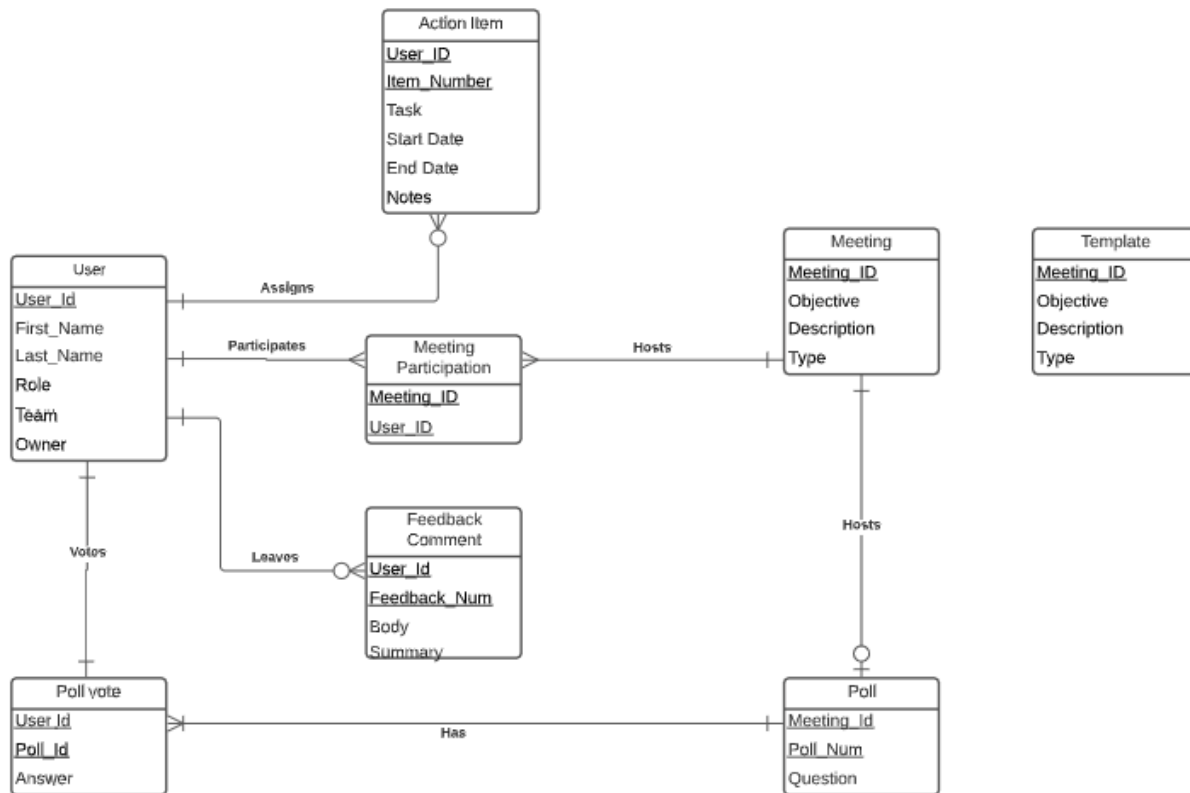 Action Item
User_ID
Item_Number
Task
Start Date
End Date
Notes
User
User_Id
First_Name
Last_Name
Role
Team
Owner
Assigns
Participates
Meeting
Participation
Meeting_ID
User_ID
Hosts
Meeting
Meeting_ID
Objective
Description
Type
Template
Meeting_ID
Objective
Description
Type
Votes
Leaves
Feedback
Comment
User_Id
Feedback_Num
Body
Summary
Hosts
Poll vote
User_Id
Poll_Id
Answer
Has
Poll
Meeting_Id
Poll_Num
Question